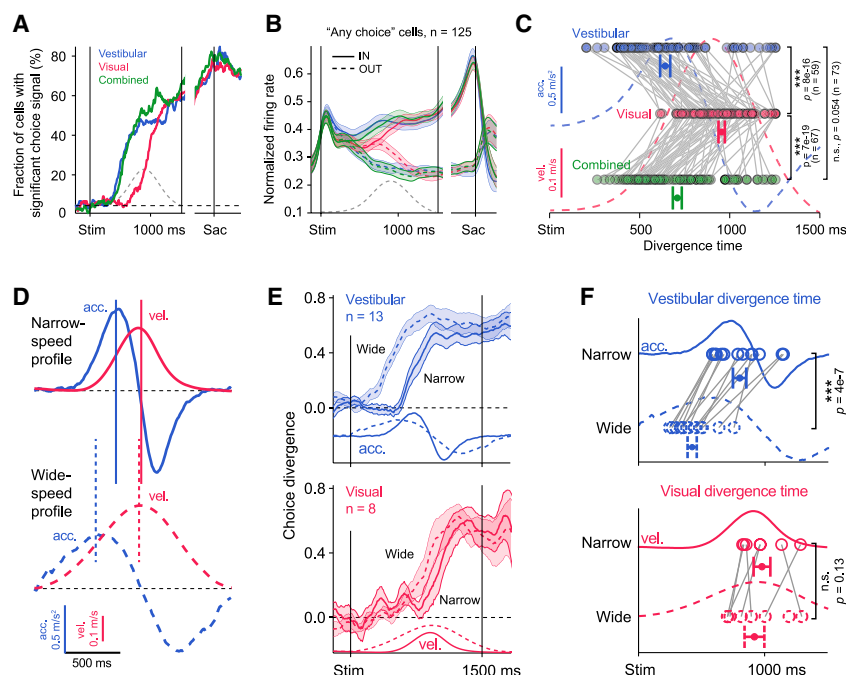 A
Vestibular
Visual
Combined
Fraction of cells with
significant choice signal (%)
80
60
40
20
0
Stim
1000 ms
Sac
B
"Any choice" cells, n = 125
IN
OUT
Normalized firing rate
0.6
0.5
0.4
0.3
0.2
0.1
Stim
1000 ms
Sac
C
Vestibular
acc.
0.5 m/s²
Visual
vel.
0.1 m/s
Combined
***
p = 8e-16
(n = 59)
***
p = 7e-19
(n = 67)
n.s., p = 0.054 (n = 73)
Stim
500
1000
1500 ms
Divergence time
D
acc.
vel.
Narrow-
speed
profile
Wide-
speed
profile
acc.
vel.
acc.
0.5 m/s²
vel.
0.1 m/s
500 ms
E
Choice divergence
0.8
0.4
0.0
Vestibular
n = 13
Wide
Narrow
acc.
0.8
0.4
0.0
Visual
n = 8
Wide
Narrow
vel.
Stim
1500 ms
F
Vestibular divergence time
acc.
Narrow
Wide
***
p = 4e-7
Visual divergence time
vel.
Narrow
Wide
n.s.
p = 0.13
Stim
1000 ms